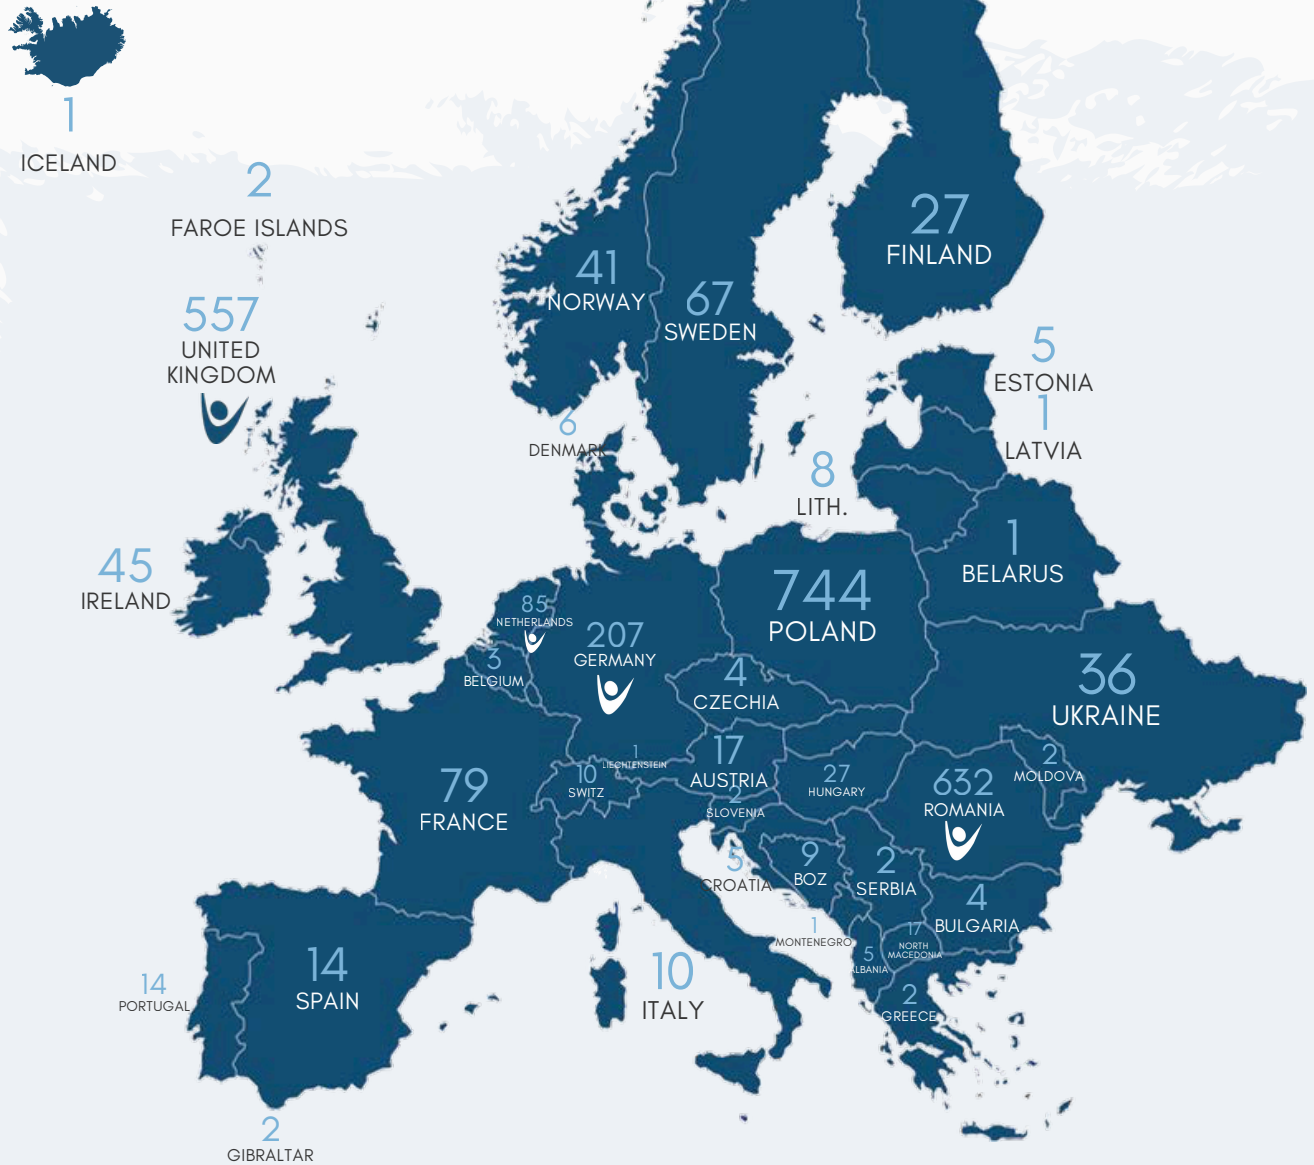 1
ICELAND
2
FAROE ISLANDS
557
UNITED
KINGDOM
45
IRELAND
41
NORWAY
67
SWEDEN
27
FINLAND
5
ESTONIA
1
LATVIA
6
DENMARK
8
LITH.
1
BELARUS
85
NETHERLANDS
3
BELGIUM
207
GERMANY
744
POLAND
4
CZECHIA
36
UKRAINE
79
FRANCE
10
SWITZ
1
LIECHTENSTEIN
17
AUSTRIA
2
SLOVENIA
27
HUNGARY
632
ROMANIA
2
MOLDOVA
5
CROATIA
9
BOZ
2
SERBIA
4
BULGARIA
1
MONTENEGRO
5
ALBANIA
17
NORTH
MACEDONIA
2
GREECE
10
ITALY
14
SPAIN
14
PORTUGAL
2
GIBRALTAR